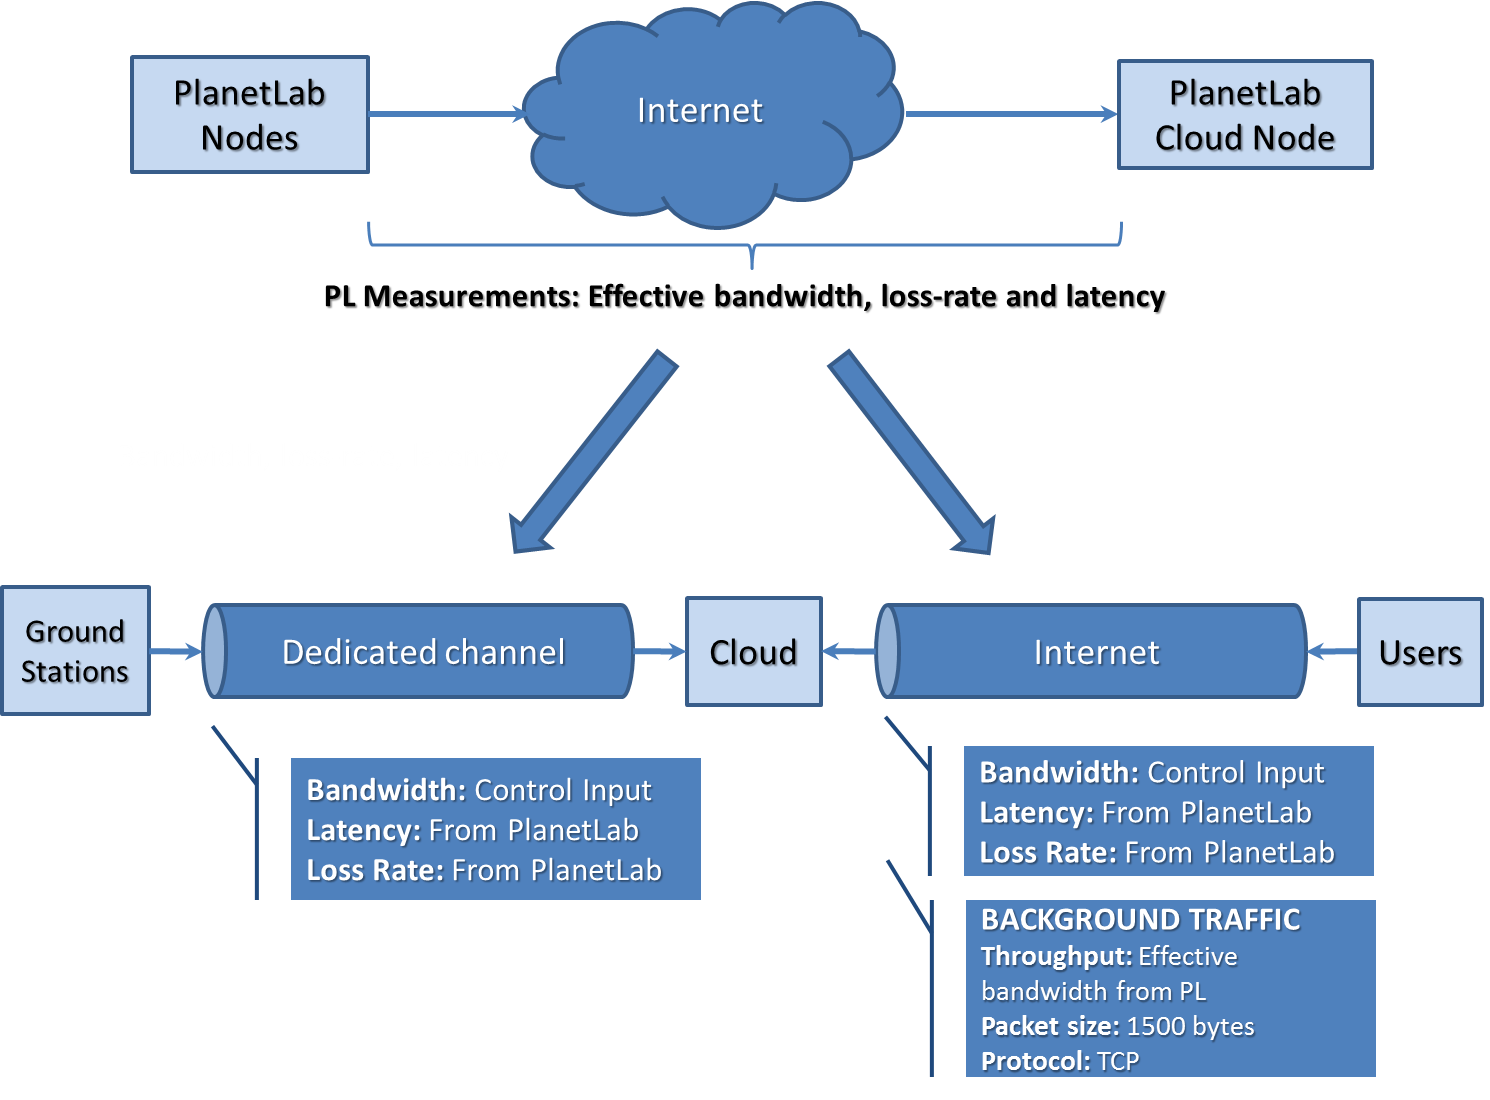 PlanetLab
Nodes
Internet
PlanetLab
Cloud Node
PL Measurements: Effective bandwidth, loss-rate and latency
Ground
Stations
Dedicated channel
Cloud
Internet
Users
Bandwidth: Control Input
Latency: From PlanetLab
Loss Rate: From PlanetLab
Bandwidth: Control Input
Latency: From PlanetLab
Loss Rate: From PlanetLab
BACKGROUND TRAFFIC
Throughput: Effective
bandwidth from PL
Packet size: 1500 bytes
Protocol: TCP